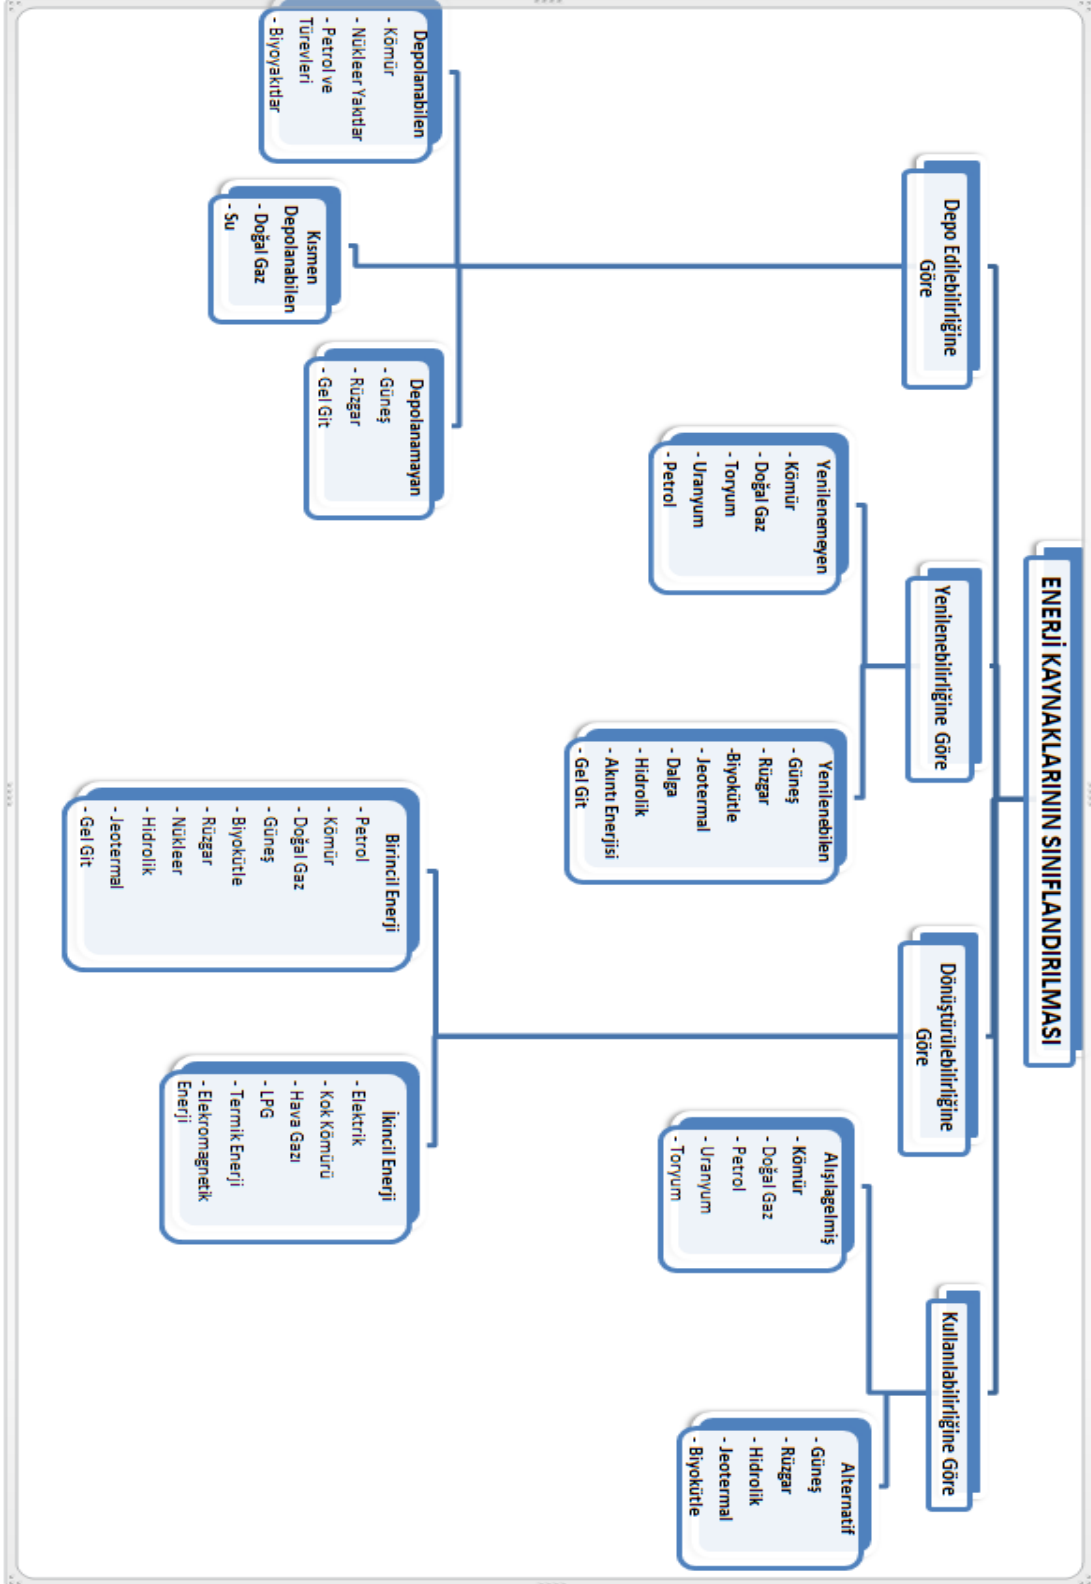 ENERJİ KAYNAKLARININ SINIFLANDIRILMASI
Depo Edilebilirliğine
Göre
Depolanabilen
- Kömür
- Nükleer Yakıtlar
- Petrol ve
Türevleri
- Biyoyakıtlar
Kısmen
Depolanabilen
- Doğal Gaz
- Su
Depolanamayan
- Güneş
- Rüzgar
- Gel Git
Yenilenebilirliğine Göre
Yenilenemeyen
- Kömür
- Doğal Gaz
- Toryum
- Uranyum
- Petrol
Yenilenebilen
- Güneş
- Rüzgar
-Biyokütle
- Jeotermal
- Dalga
- Hidrolik
- Akıntı Enerjisi
- Gel Git
Dönüştürülebilirliğine
Göre
Birincil Enerji
- Petrol
- Kömür
- Doğal Gaz
- Güneş
- Biyokütle
- Rüzgar
- Nükleer
- Hidrolik
- Jeotermal
- Gel Git
İkincil Enerji
- Elektrik
- Kok Kömürü
- Hava Gazı
- LPG
- Termik Enerji
- Elekromagnetik
Enerji
Kullanılabilirliğine Göre
Alışılagelmiş
- Kömür
- Doğal Gaz
- Petrol
- Uranyum
- Toryum
Alternatif
- Güneş
- Rüzgar
- Hidrolik
- Jeotermal
- Biyokütle